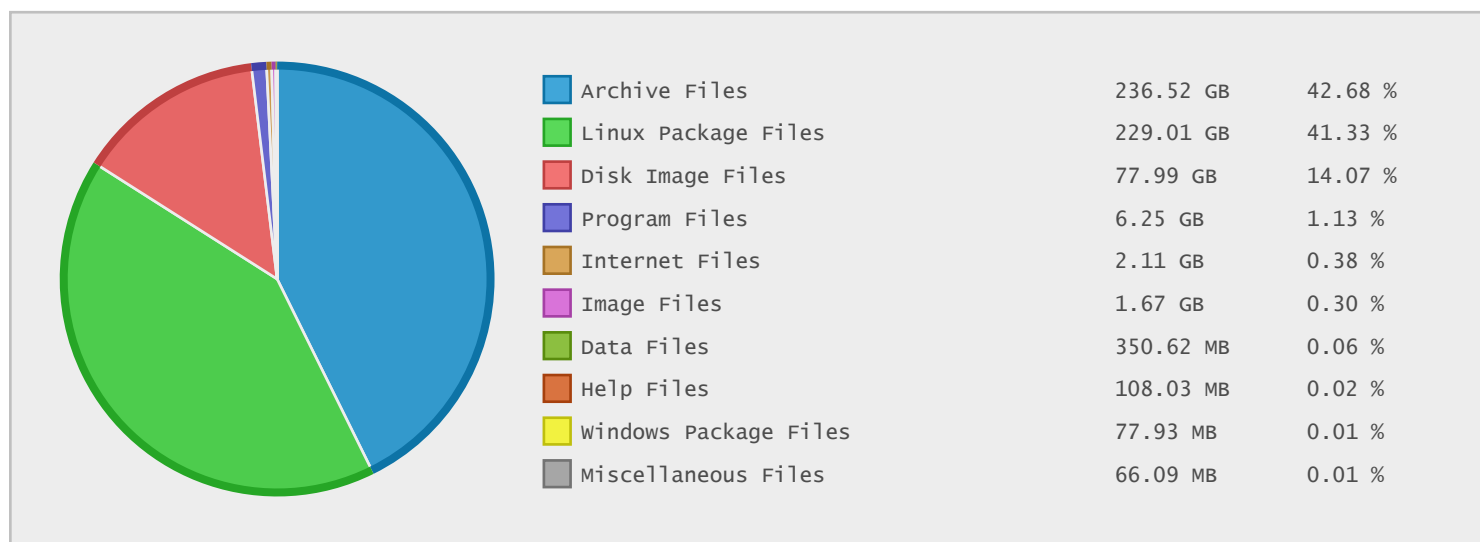 Archive Files 236.52 GB 42.68 %
Linux Package Files 229.01 GB 41.33 %
Disk Image Files 77.99 GB 14.07 %
Program Files 6.25 GB 1.13 %
Internet Files 2.11 GB 0.38 %
Image Files 1.67 GB 0.30 %
Data Files 350.62 MB 0.06 %
Help Files 108.03 MB 0.02 %
Windows Package Files 77.93 MB 0.01 %
Miscellaneous Files 66.09 MB 0.01 %